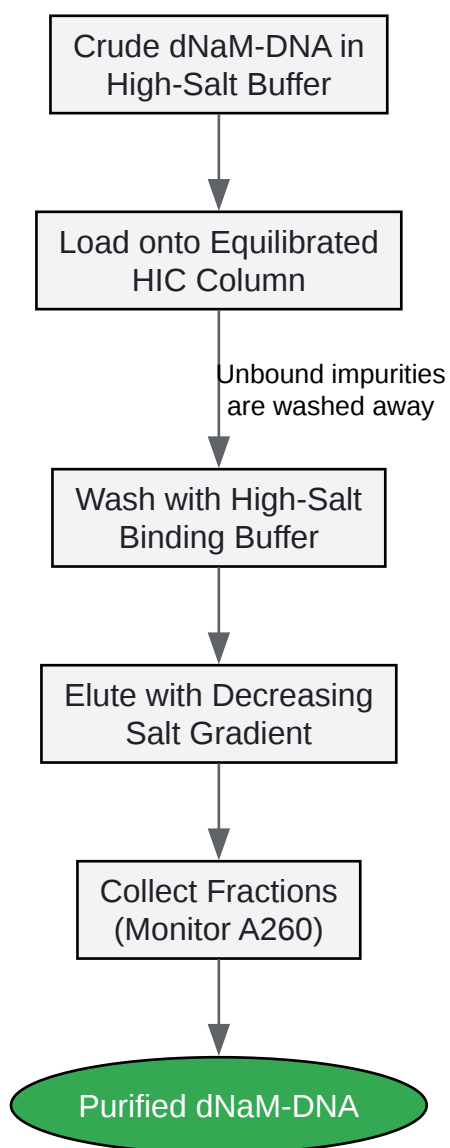 Crude dNaM-DNA in
High-Salt Buffer
Load onto Equilibrated
HIC Column
Unbound impurities
are washed away
Wash with High-Salt
Binding Buffer
Elute with Decreasing
Salt Gradient
Collect Fractions
(Monitor A260)
Purified dNaM-DNA